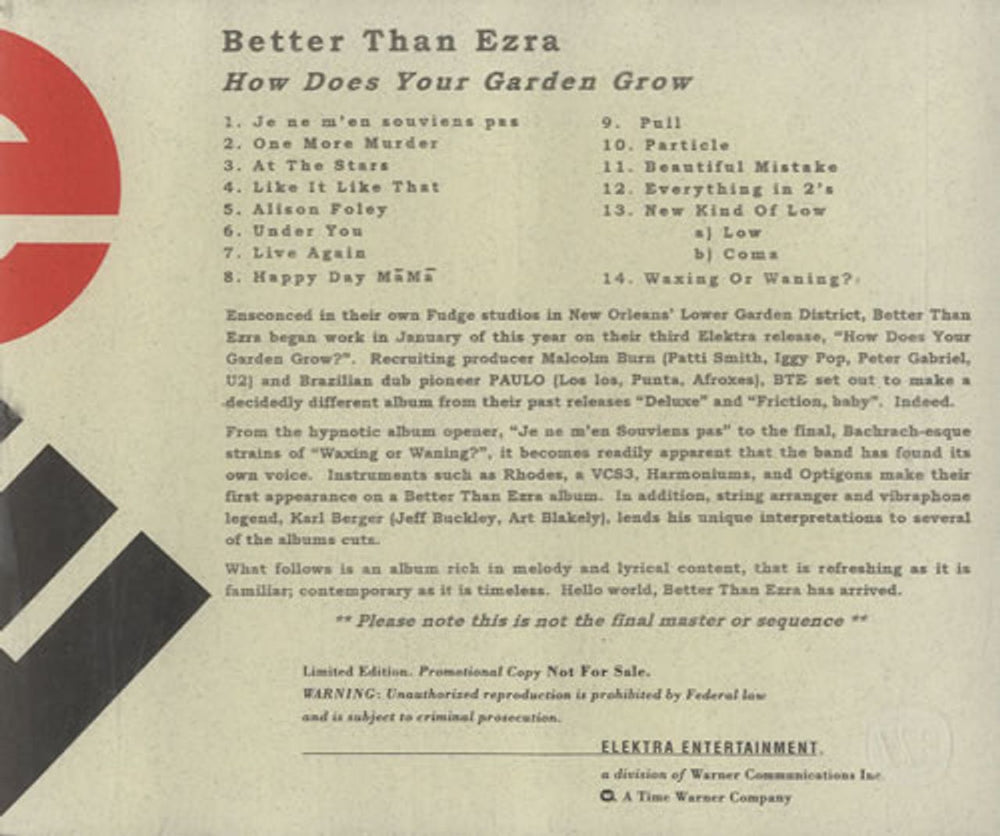 Better Than Ezra
How Does Your Garden Grow
1. Je ne m'en souviens pas
2. One More Murder
3. At The Stars
4. Like It Like That
5. Alison Foley
6. Under You
7. Live Again
8. Happy Day Māmā
9. Pull
10. Particle
11. Beautiful Mistake
12. Everything in 2's
13. New Kind Of Low
a) Low
b) Coma
14. Waxing Or Waning?
Ensconced in their own Fudge studios in New Orleans' Lower Garden District, Better Than
Ezra began work in January of this year on their third Elektra release, "How Does Your
Garden Grow?". Recruiting producer Malcolm Burn (Patti Smith, Iggy Pop, Peter Gabriel,
U2) and Brazilian dub pioneer PAULO (Los los, Punta, Afroxes), BTE set out to make a
decidedly different album from their past releases "Deluxe" and "Friction, baby". Indeed.
From the hypnotic album opener, "Je ne m'en Souviens pas" to the final, Bachrach-esque
strains of "Waxing or Waning?", it becomes readily apparent that the band has found its
own voice. Instruments such as Rhodes, a VCS3, Harmoniums, and Optigons make their
first appearance on a Better Than Ezra album. In addition, string arranger and vibraphone
legend, Karl Berger (Jeff Buckley, Art Blakely), lends his unique interpretations to several
of the albums cuts.
What follows is an album rich in melody and lyrical content, that is refreshing as it is
familiar; contemporary as it is timeless. Hello world, Better Than Ezra has arrived.
** Please note this is not the final master or sequence **
Limited Edition. Promotional Copy Not For Sale.
WARNING: Unauthorized reproduction is prohibited by Federal law
and is subject to criminal prosecution.
ELEKTRA ENTERTAINMENT,
a division of Warner Communications Inc.
A Time Warner Company